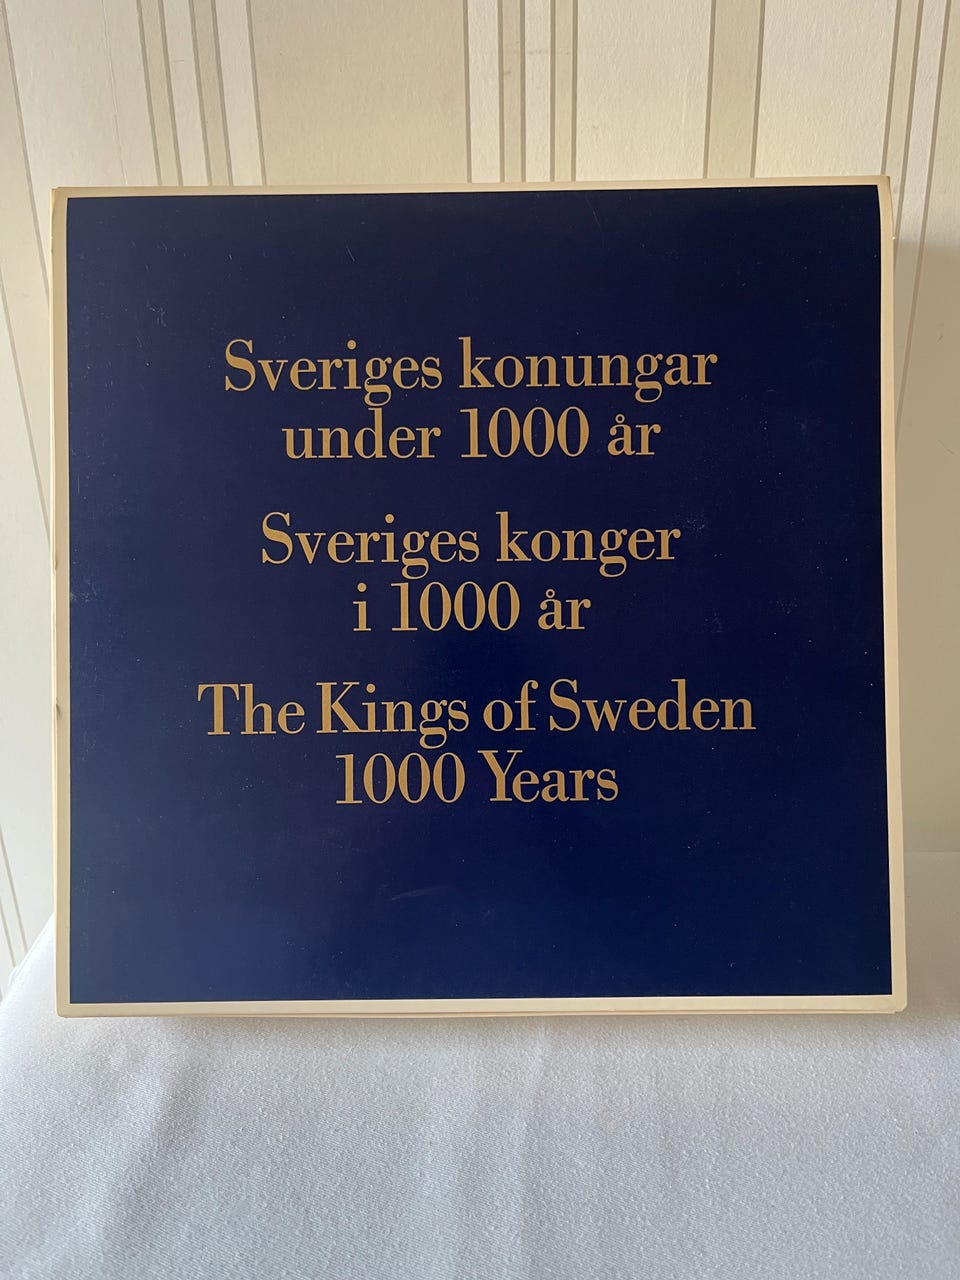 Sveriges konungar
under 1000 år
Sveriges konger
i 1000 år
The Kings of Sweden
1000 Years